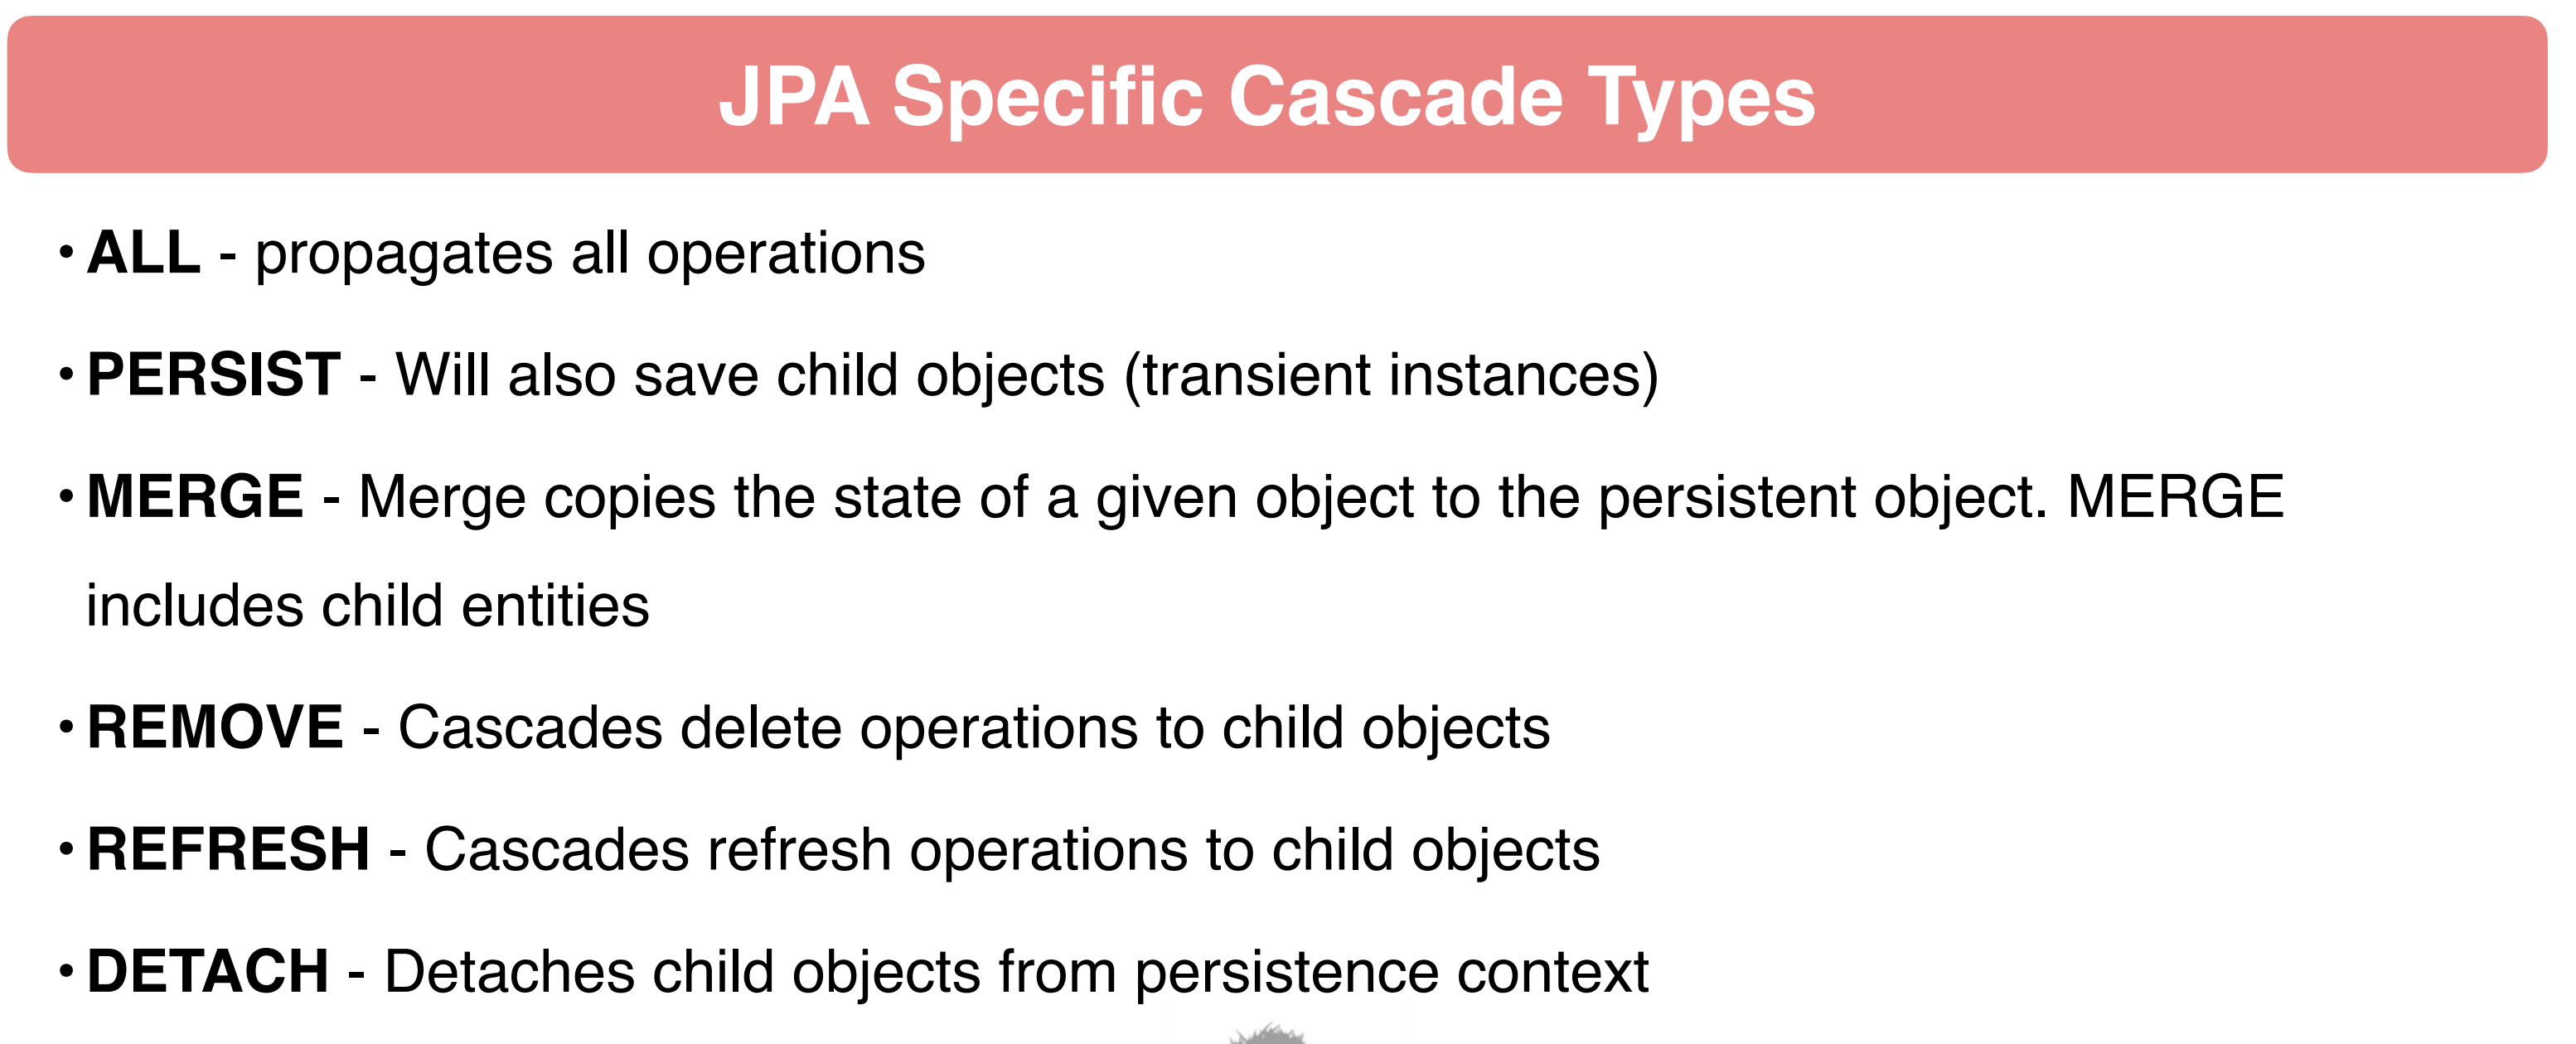 JPA Specific Cascade Types
• ALL - propagates all operations
• PERSIST - Will also save child objects (transient instances)
• MERGE - Merge copies the state of a given object to the persistent object. MERGE
includes child entities
• REMOVE - Cascades delete operations to child objects
• REFRESH - Cascades refresh operations to child objects
• DETACH - Detaches child objects from persistence context